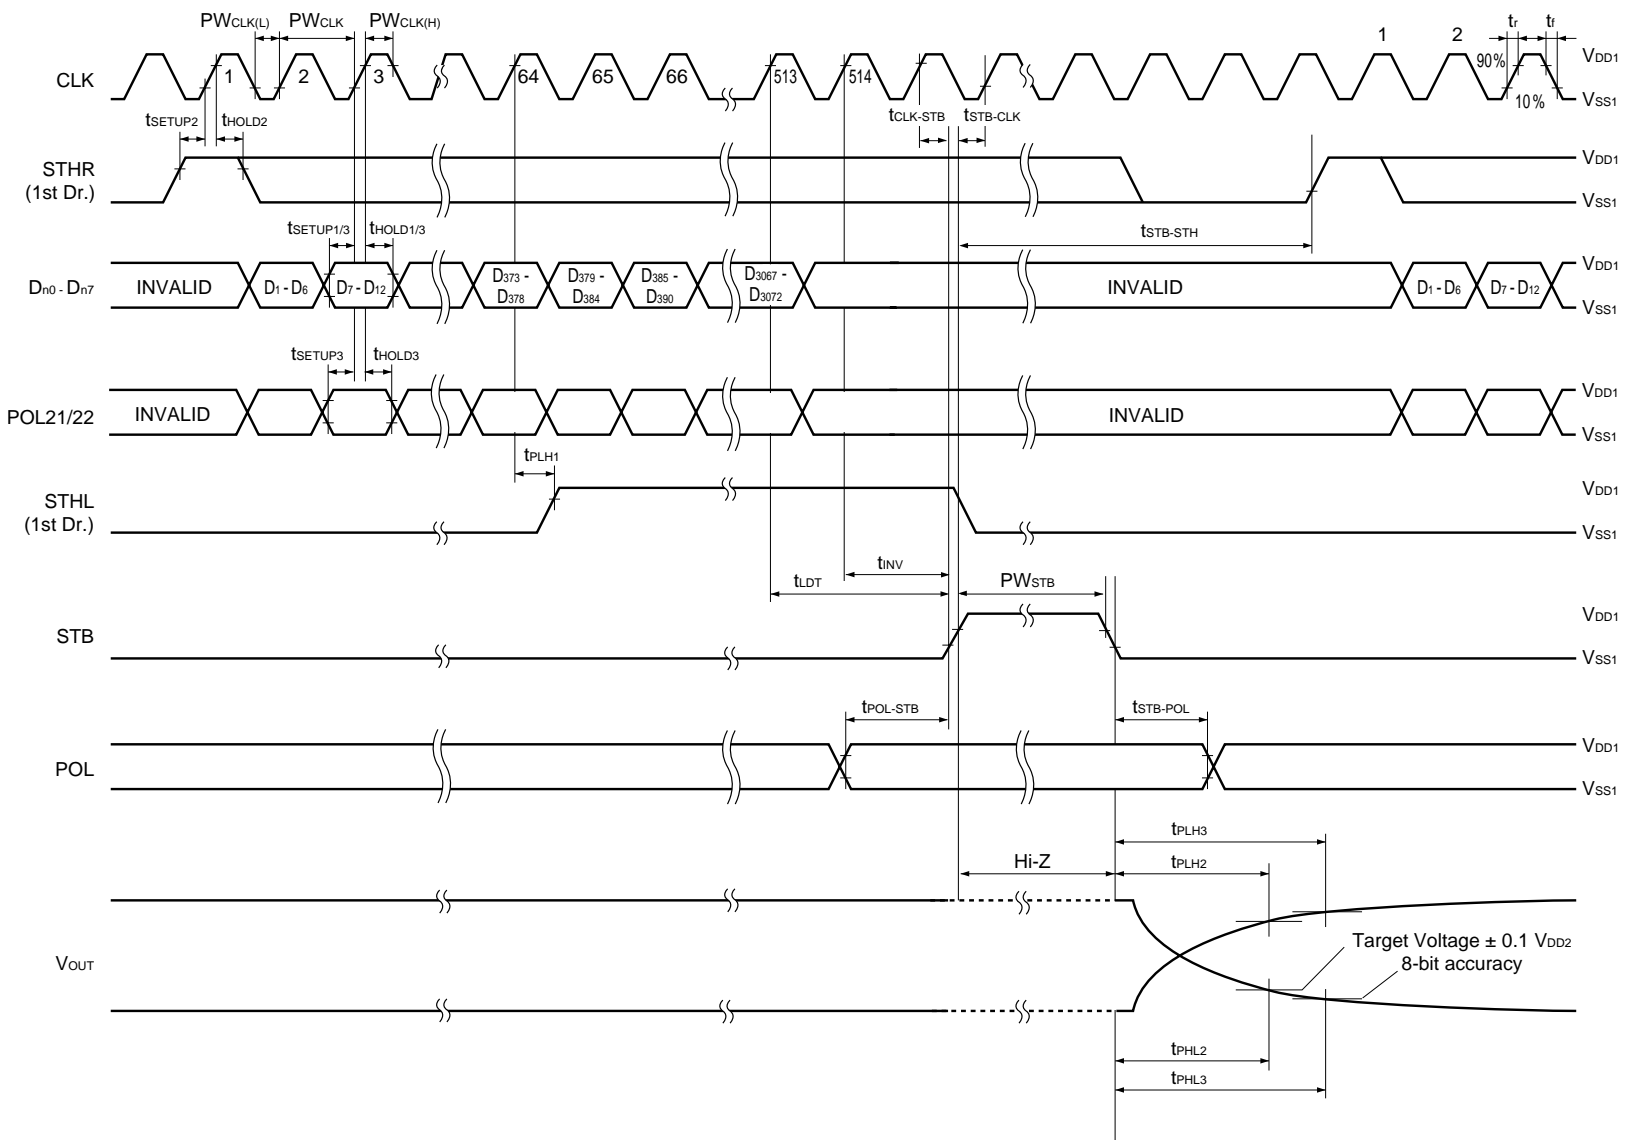 PWCLK(L) PWCLK PWCLK(H)
1 2 tr tf
CLK 1 2 3 64 65 66 513 514 90% VDD1
10% VSS1
tSETUP2 tHOLD2 tCLK-STB tSTB-CLK
STHR VDD1
(1st Dr.) VSS1
tSETUP1/3 tHOLD1/3 tSTB-STH
VDD1
Dn0 - Dn7 INVALID D1 - D6 D7 - D12 D373 - D379 - D385 - D3067 - INVALID D1 - D6 D7 - D12
D378 D384 D390 D3072
VSS1
tSETUP3 tHOLD3
VDD1
POL21/22 INVALID INVALID
VSS1
tPLH1
STHL VDD1
(1st Dr.) VSS1
tINV
tLDT PWSTB
VDD1
STB
VSS1
tPOL-STB tSTB-POL
VDD1
POL
VSS1
tPLH3
Hi-Z tPLH2
Target Voltage ± 0.1 VDD2
VOUT 8-bit accuracy
tPHL2
tPHL3